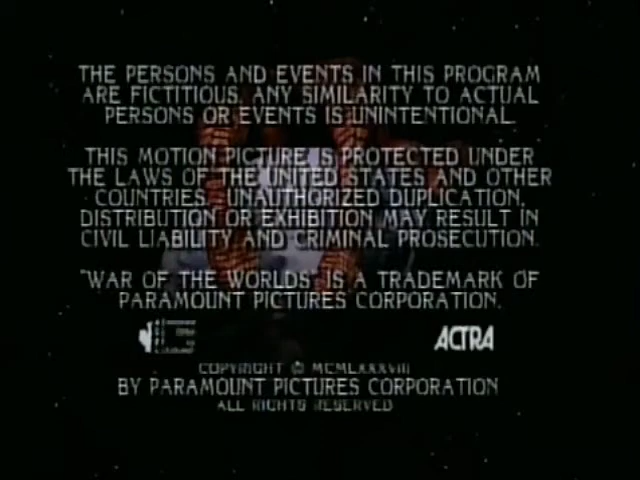 THE PERSONS AND EVENTS IN THIS PROGRAM
ARE FICTITIOUS. ANY SIMILARITY TO ACTUAL
PERSONS OR EVENTS IS UNINTENTIONAL.
THIS MOTION PICTURE IS PROTECTED UNDER
THE LAWS OF THE UNITED STATES AND OTHER
COUNTRIES. UNAUTHORIZED DUPLICATION,
DISTRIBUTION OR EXHIBITION MAY RESULT IN
CIVIL LIABILITY AND CRIMINAL PROSECUTION.
"WAR OF THE WORLDS" IS A TRADEMARK OF
PARAMOUNT PICTURES CORPORATION.
ACTRA
COPYRIGHT © MCMLXXXVIII
BY PARAMOUNT PICTURES CORPORATION
ALL RIGHTS RESERVED